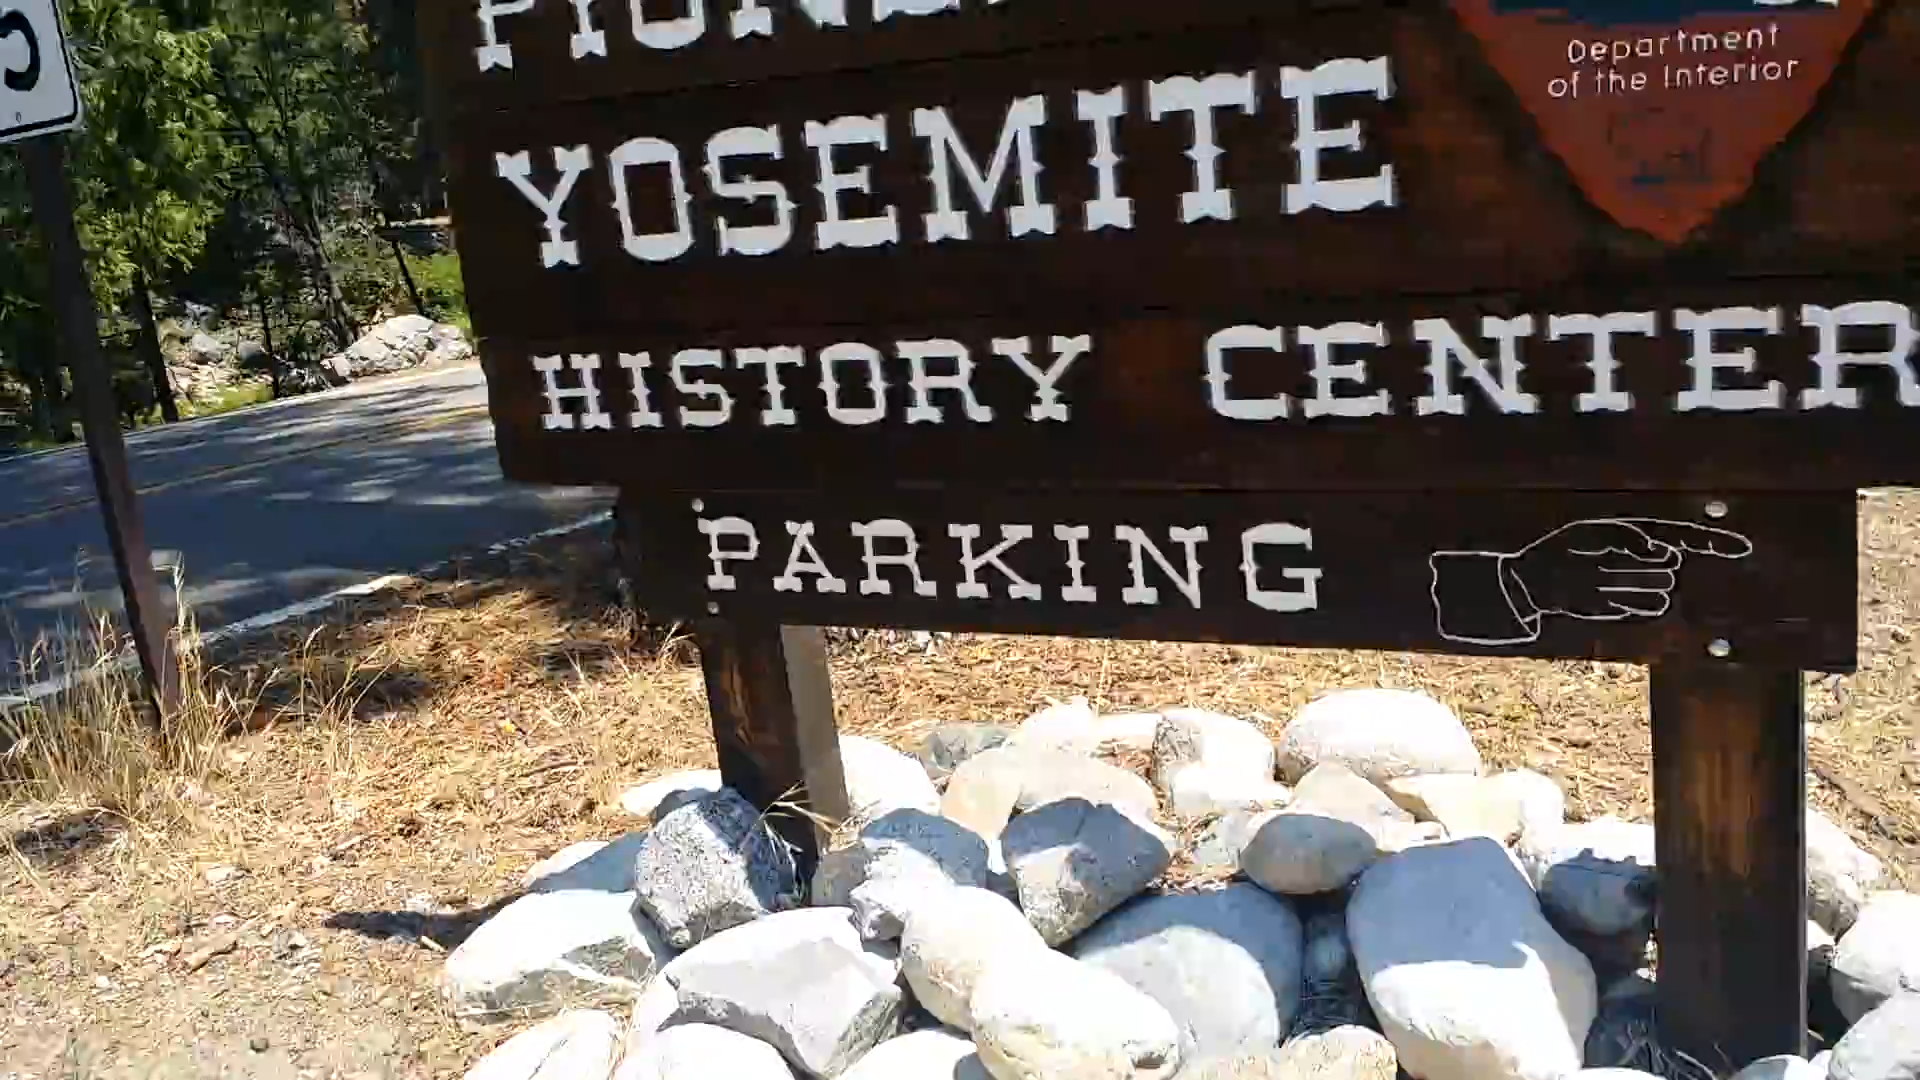 YOSEMITE
HISTORY CENTER
PARKING
Department
of the Interior